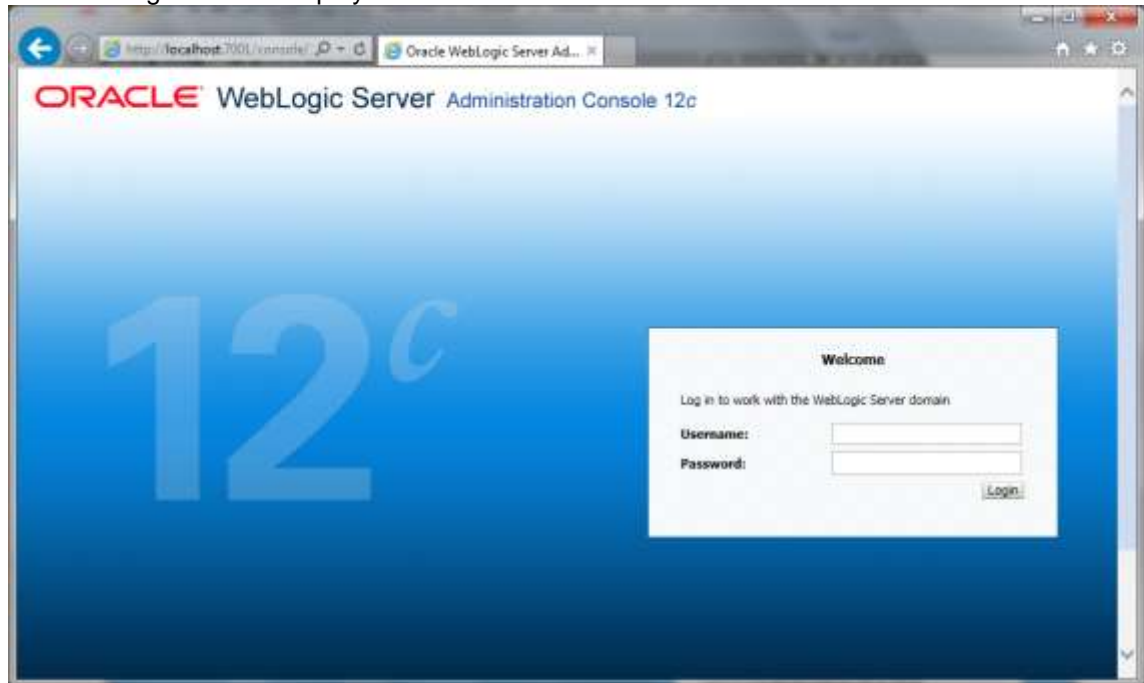 http://localhost:7001/console/
Oracle WebLogic Server Ad...
ORACLE WebLogic Server Administration Console 12c
12c
Welcome
Log in to work with the WebLogic Server domain
Username:
Password:
Login